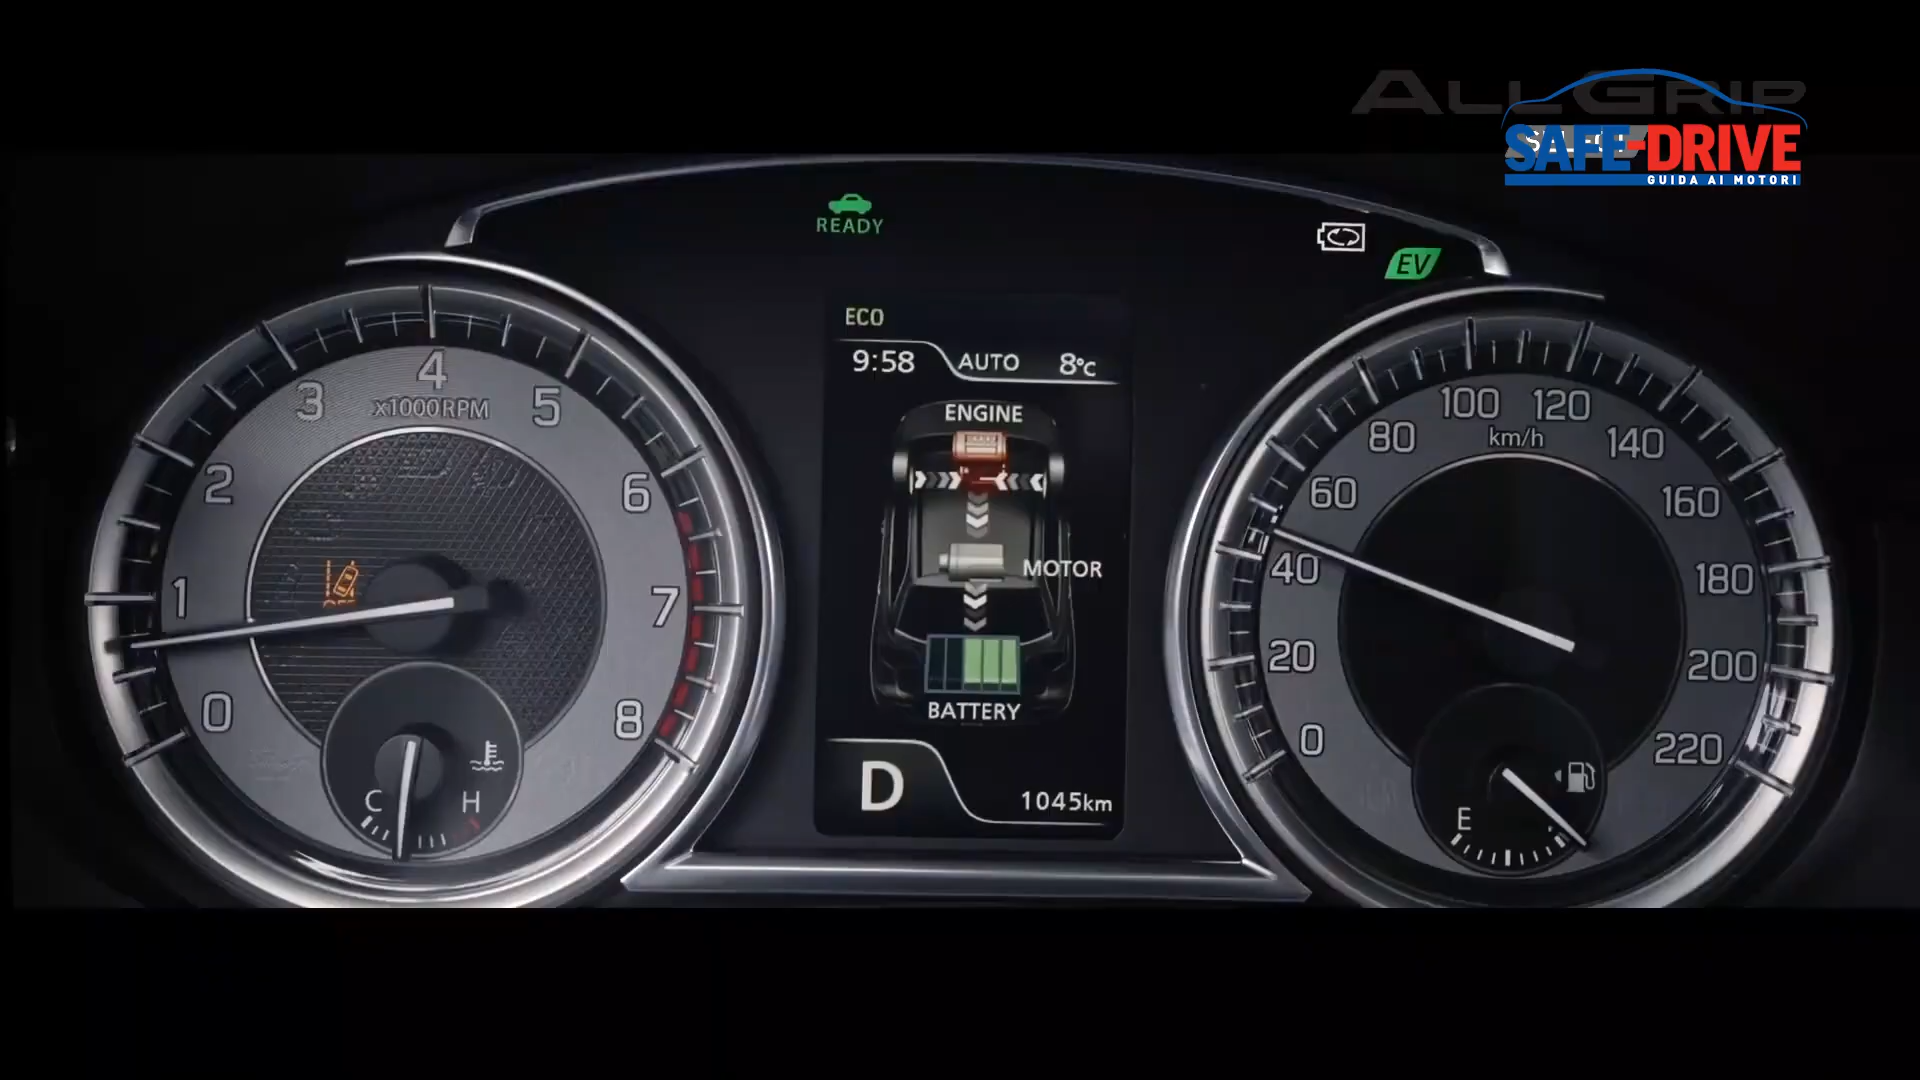 ALLGRIP
SAFE-DRIVE
GUIDA AI MOTORI
READY
EV
ECO
9:58 AUTO 8°C
ENGINE
MOTOR
BATTERY
D
1045km
0
1
2
3
4
5
6
7
8
x1000RPM
C H
0
20
40
60
80
100
120
140
160
180
200
220
km/h
E